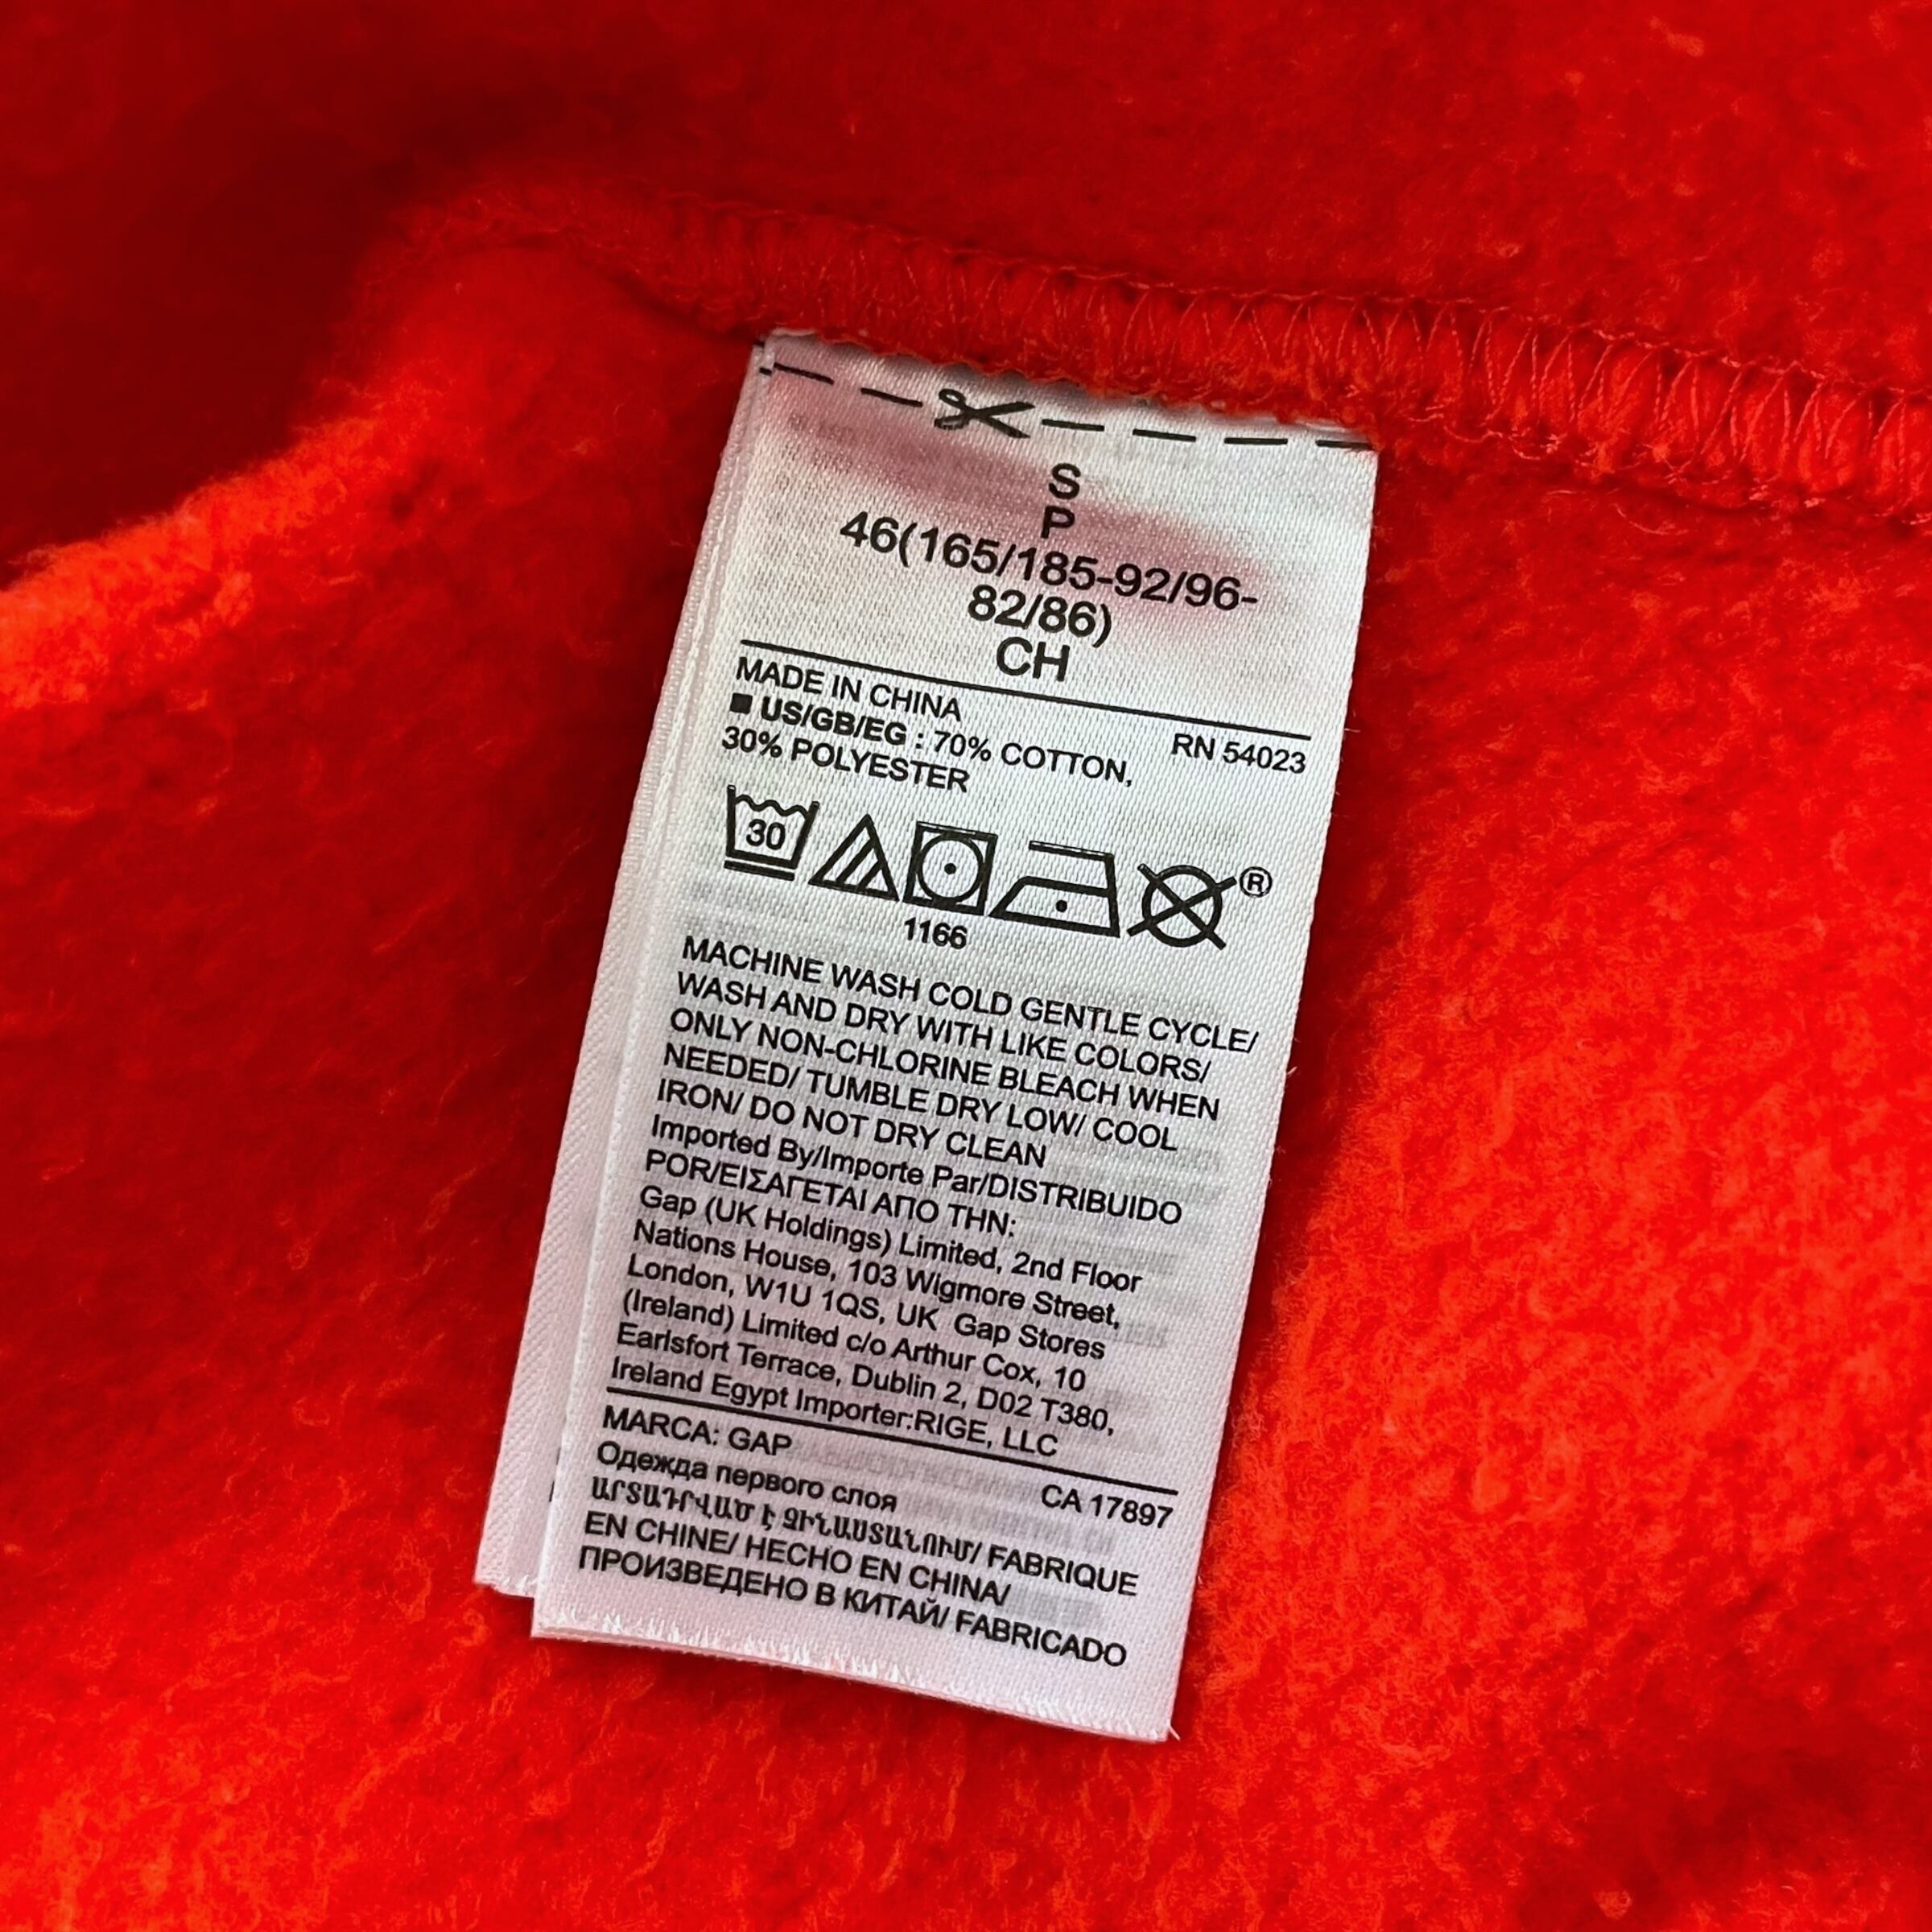 S
P
46(165/185-92/96-
82/86)
CH
MADE IN CHINA
RN 54023
■ US/GB/EG : 70% COTTON,
30% POLYESTER
30
®
1166
MACHINE WASH COLD GENTLE CYCLE/
WASH AND DRY WITH LIKE COLORS/
ONLY NON-CHLORINE BLEACH WHEN
NEEDED/ TUMBLE DRY LOW/ COOL
IRON/ DO NOT DRY CLEAN
Imported By/Importe Par/DISTRIBUIDO
POR/ΕΙΣΑΓΕΤΑΙ ΑΠΟ ΤΗΝ:
Gap (UK Holdings) Limited, 2nd Floor
Nations House, 103 Wigmore Street,
London, W1U 1QS, UK Gap Stores
(Ireland) Limited c/o Arthur Cox, 10
Earlsfort Terrace, Dublin 2, D02 T380,
Ireland Egypt Importer:RIGE, LLC
MARCA: GAP
CA 17897
Одежда первого слоя
ԱՐՏԱԴՐՎԱԾ Է ՉԻՆԱՍՏԱՆՈՒՄ/ FABRIQUE
EN CHINE/ HECHO EN CHINA/
ПРОИЗВЕДЕНО В КИТАЙ/ FABRICADO